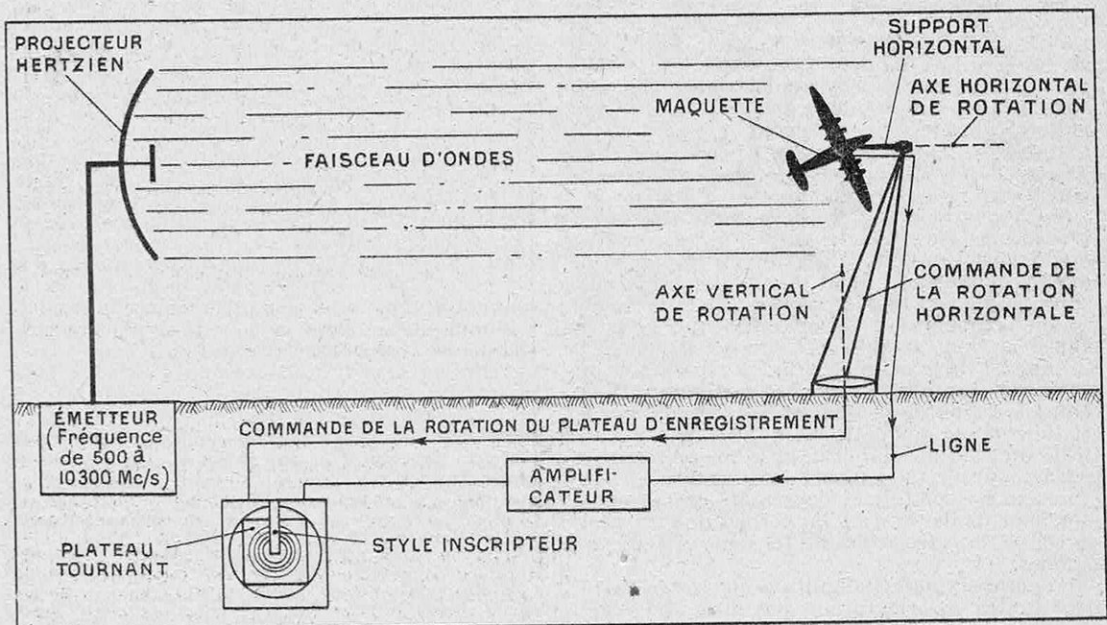 PROJECTEUR
HERTZIEN
SUPPORT
HORIZONTAL
AXE HORIZONTAL
DE ROTATION
MAQUETTE
FAISCEAU D'ONDES
AXE VERTICAL
DE ROTATION
COMMANDE DE
LA ROTATION
HORIZONTALE
ÉMETTEUR
(Fréquence
de 500 à
10300 Mc/s)
COMMANDE DE LA ROTATION DU PLATEAU D'ENREGISTREMENT
LIGNE
AMPLIFI-
CATEUR
PLATEAU
TOURNANT
STYLE INSCRIPTEUR